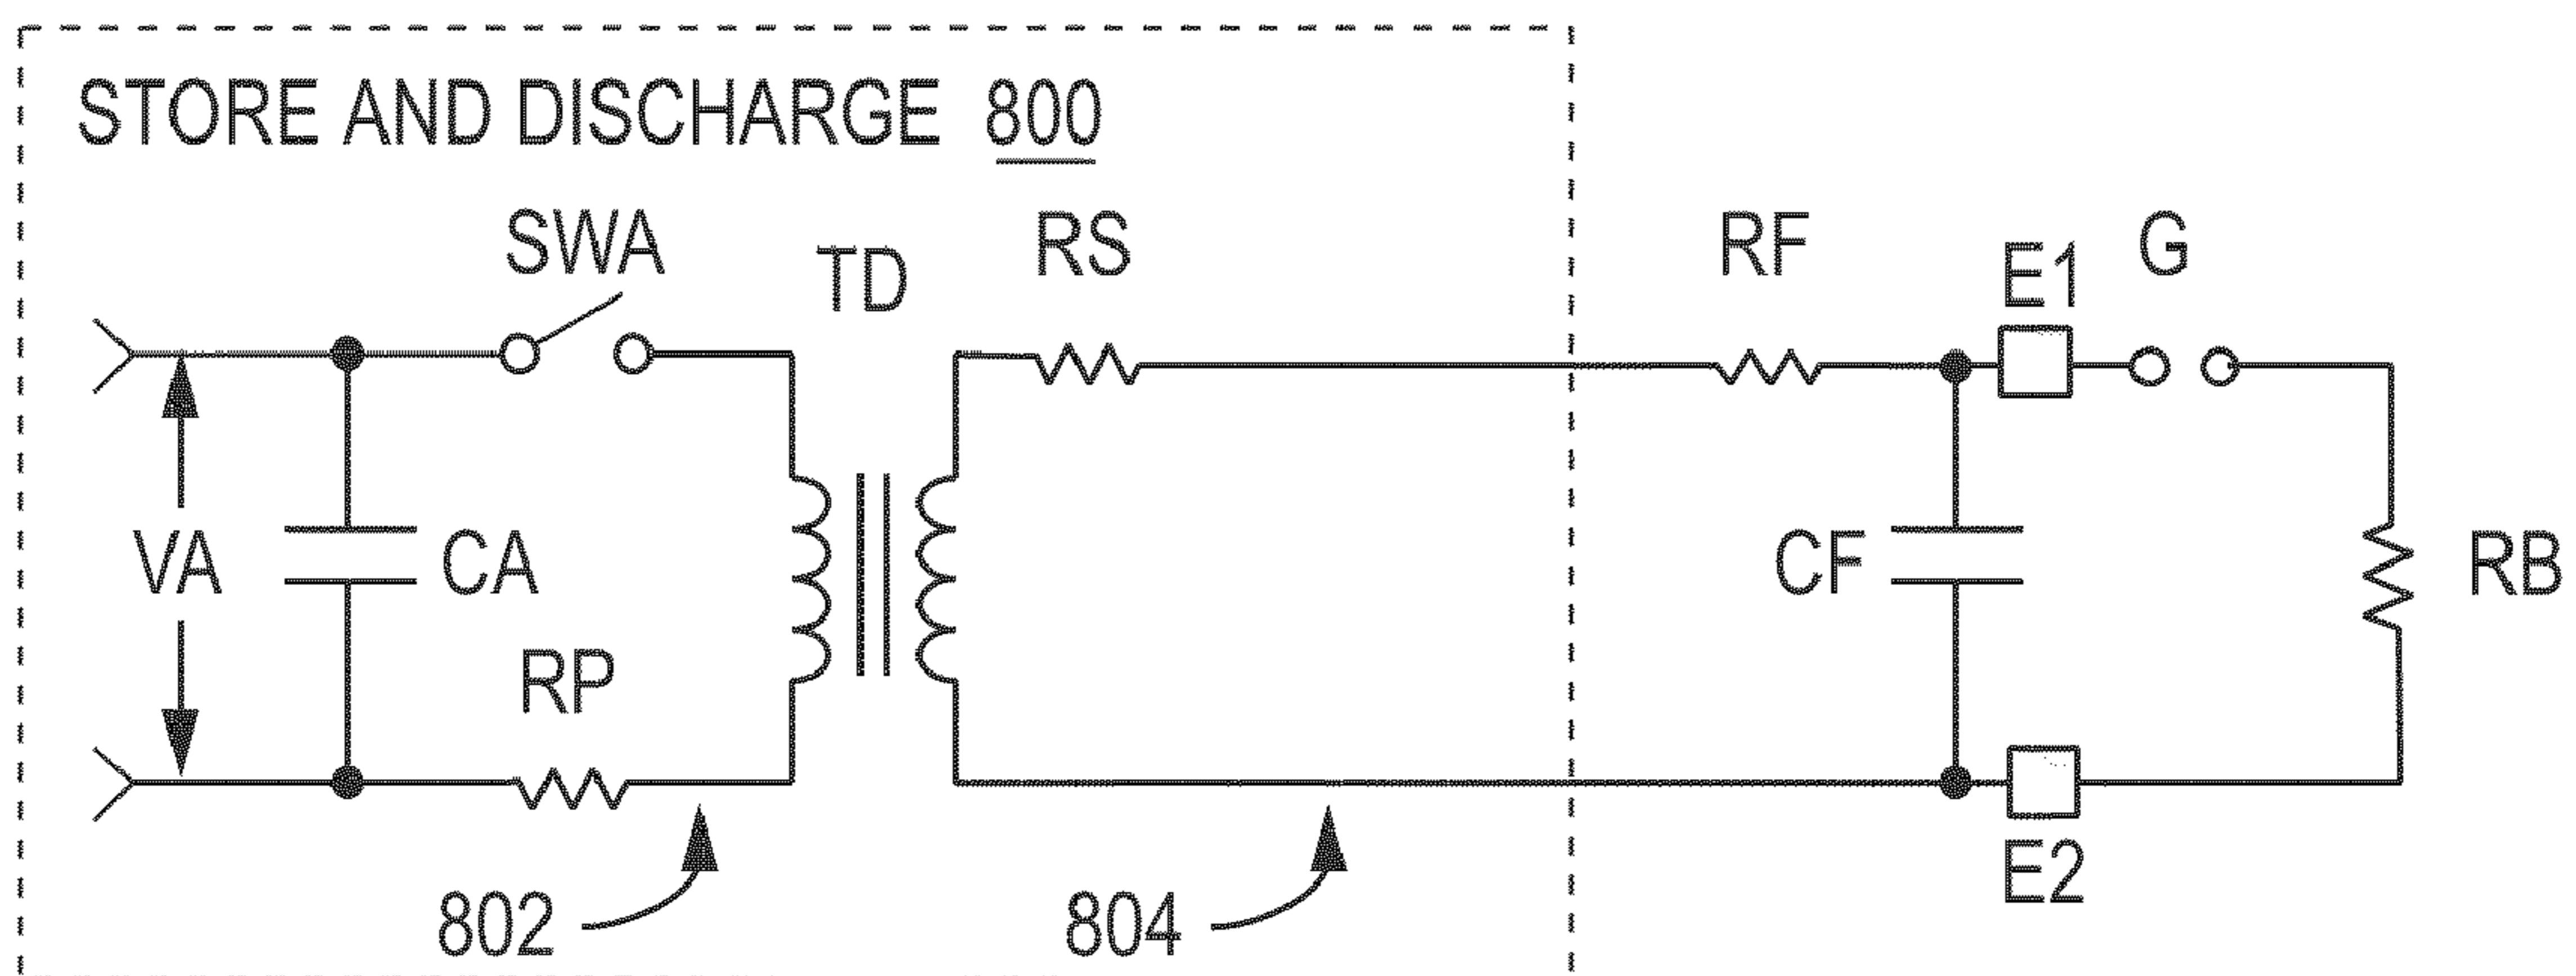 STORE AND DISCHARGE 800
SWA
TD
RS
RF
E1
G
VA
CA
CF
RB
RP
E2
802
804